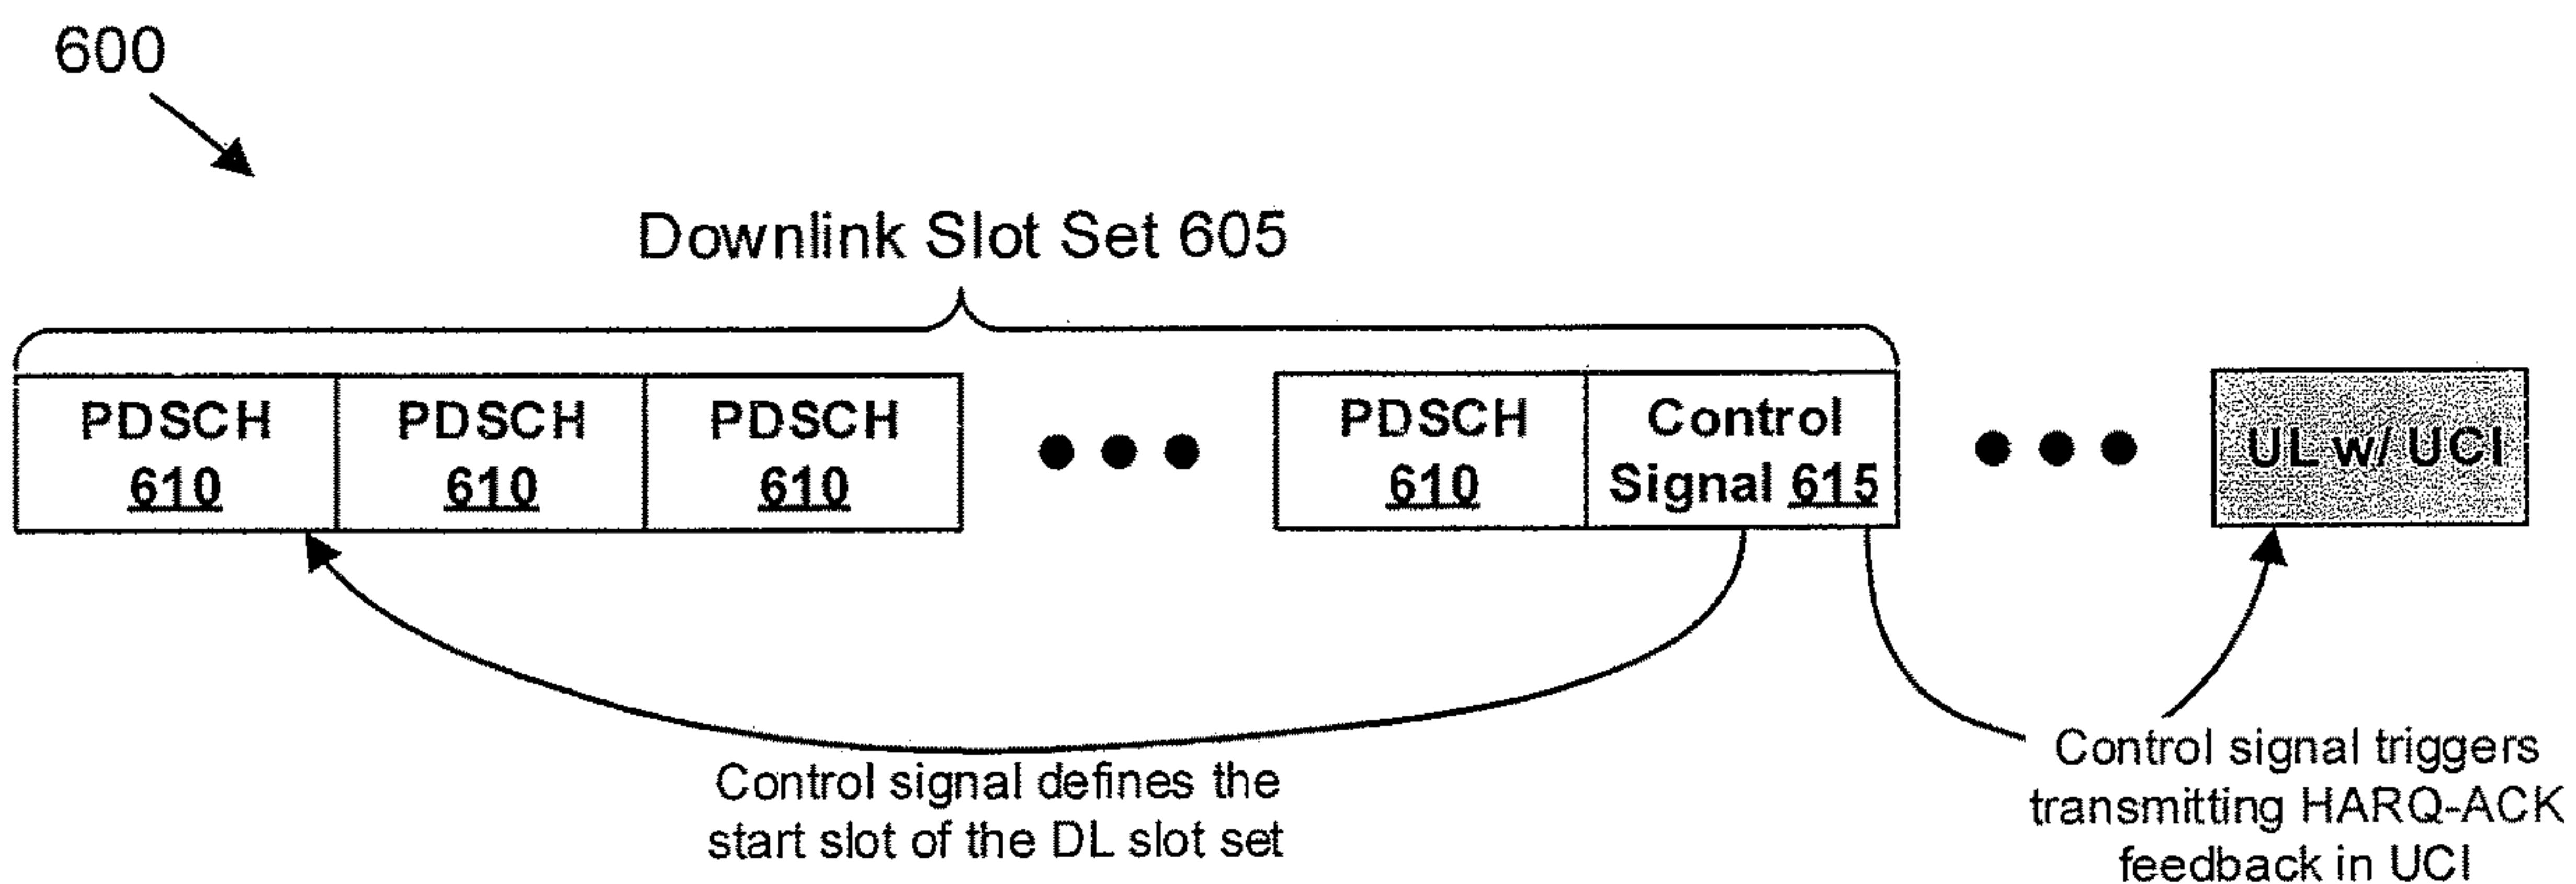 600
Downlink Slot Set 605
PDSCH
610
PDSCH
610
PDSCH
610
PDSCH
610
Control
Signal 615
UL w/ UCI
Control signal defines the
start slot of the DL slot set
Control signal triggers
transmitting HARQ-ACK
feedback in UCI